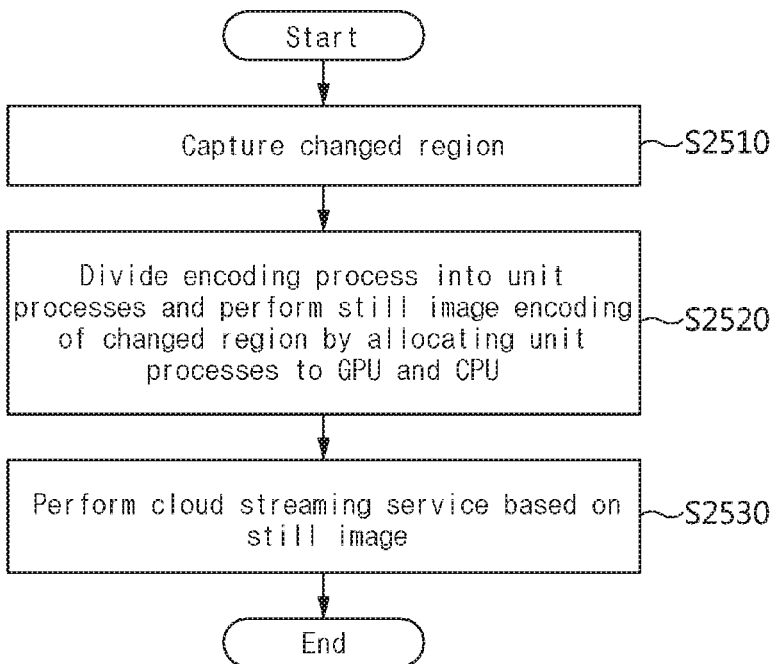 Start
Capture changed region
S2510
Divide encoding process into unit
processes and perform still image encoding
of changed region by allocating unit
processes to GPU and CPU
S2520
Perform cloud streaming service based on
still image
S2530
End